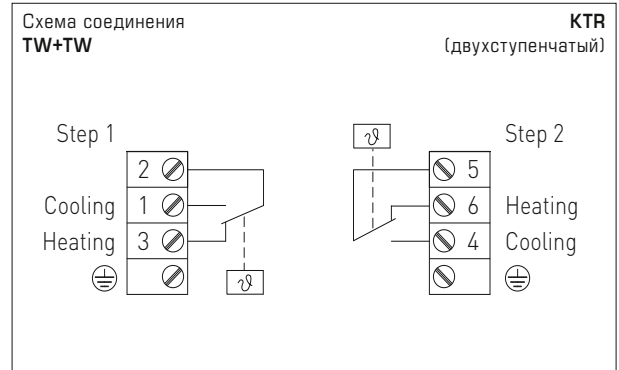 Схема соединения KTR
TW+TW (двухступенчатый)
ϑ
Step 1 Step 2
2 5
Cooling 1 6 Heating
Heating 3 4 Cooling
ϑ